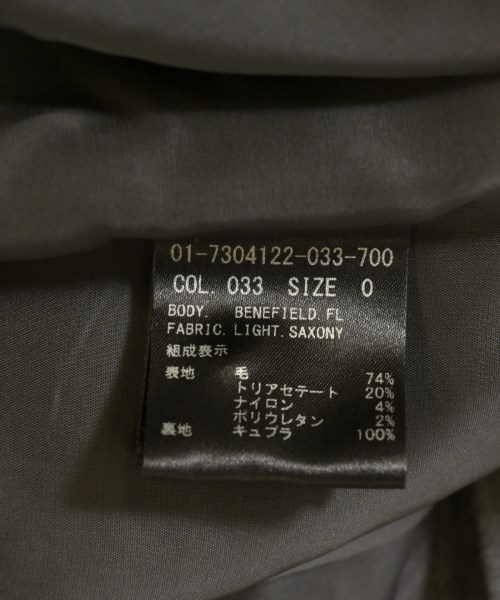 01-7304122-033-700
COL. 033 SIZE 0
BODY. BENEFIELD.FL
FABRIC.LIGHT.SAXONY
組成表示
表地 毛 74%
トリアセテート 20%
ナイロン 4%
ポリウレタン 2%
裏地 キュプラ 100%